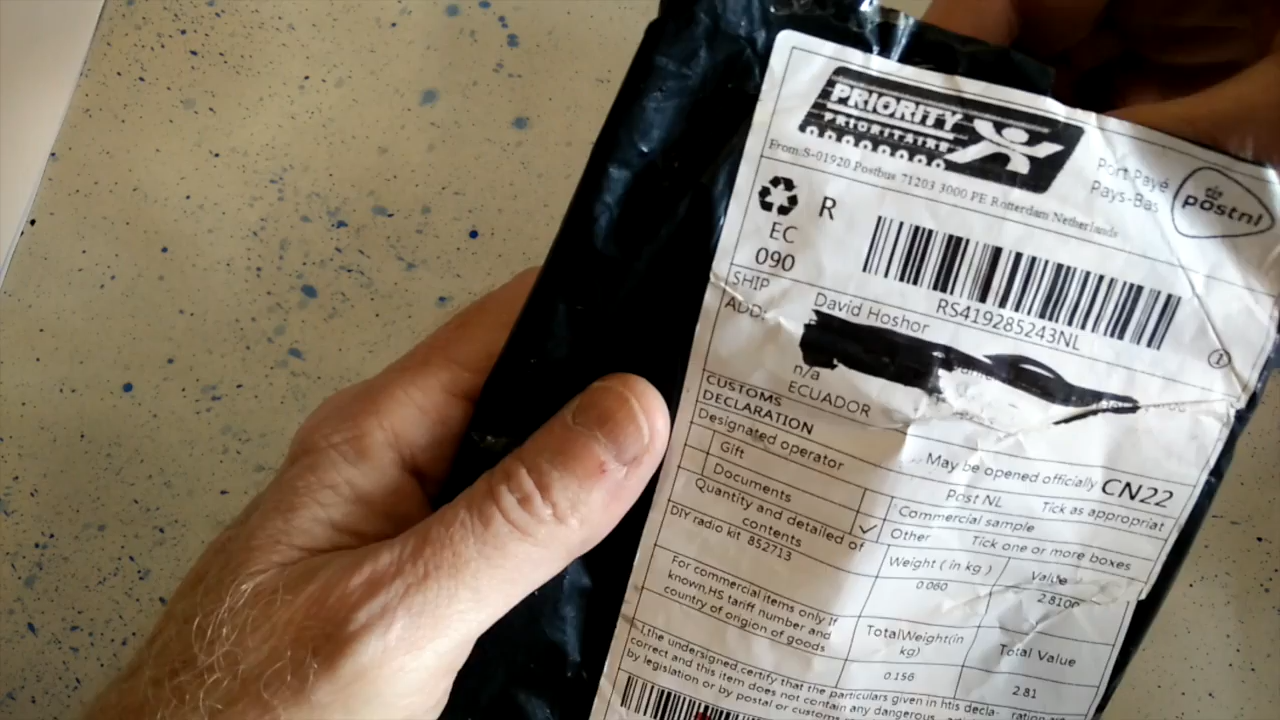 PRIORITY
PRIORITAIRE
From:S-01920 Postbus 71203 3000 PE Rotterdam Netherlands
Port Payé
Pays-Bas
postnl
R
EC
090
RS419285243NL
SHIP
ADD:
David Hoshor
n/a
ECUADOR
CUSTOMS
DECLARATION
May be opened officially CN22
Designated operator
Post NL
Tick as appropriat
Gift
Commercial sample
Documents
✓ Other
Tick one or more boxes
Quantity and detailed of
contents
Weight ( in kg )
Value
DIY radio kit 852713
0.060
2.8100
For commercial items only If
known,HS tariff number and
country of origin of goods
TotalWeight(in
kg)
Total Value
0.156
2.81
I,the undersigned,certify that the particulars given in htis decla-
ration are
correct and this item does not contain any dangerous
by legislation or by postal or customs